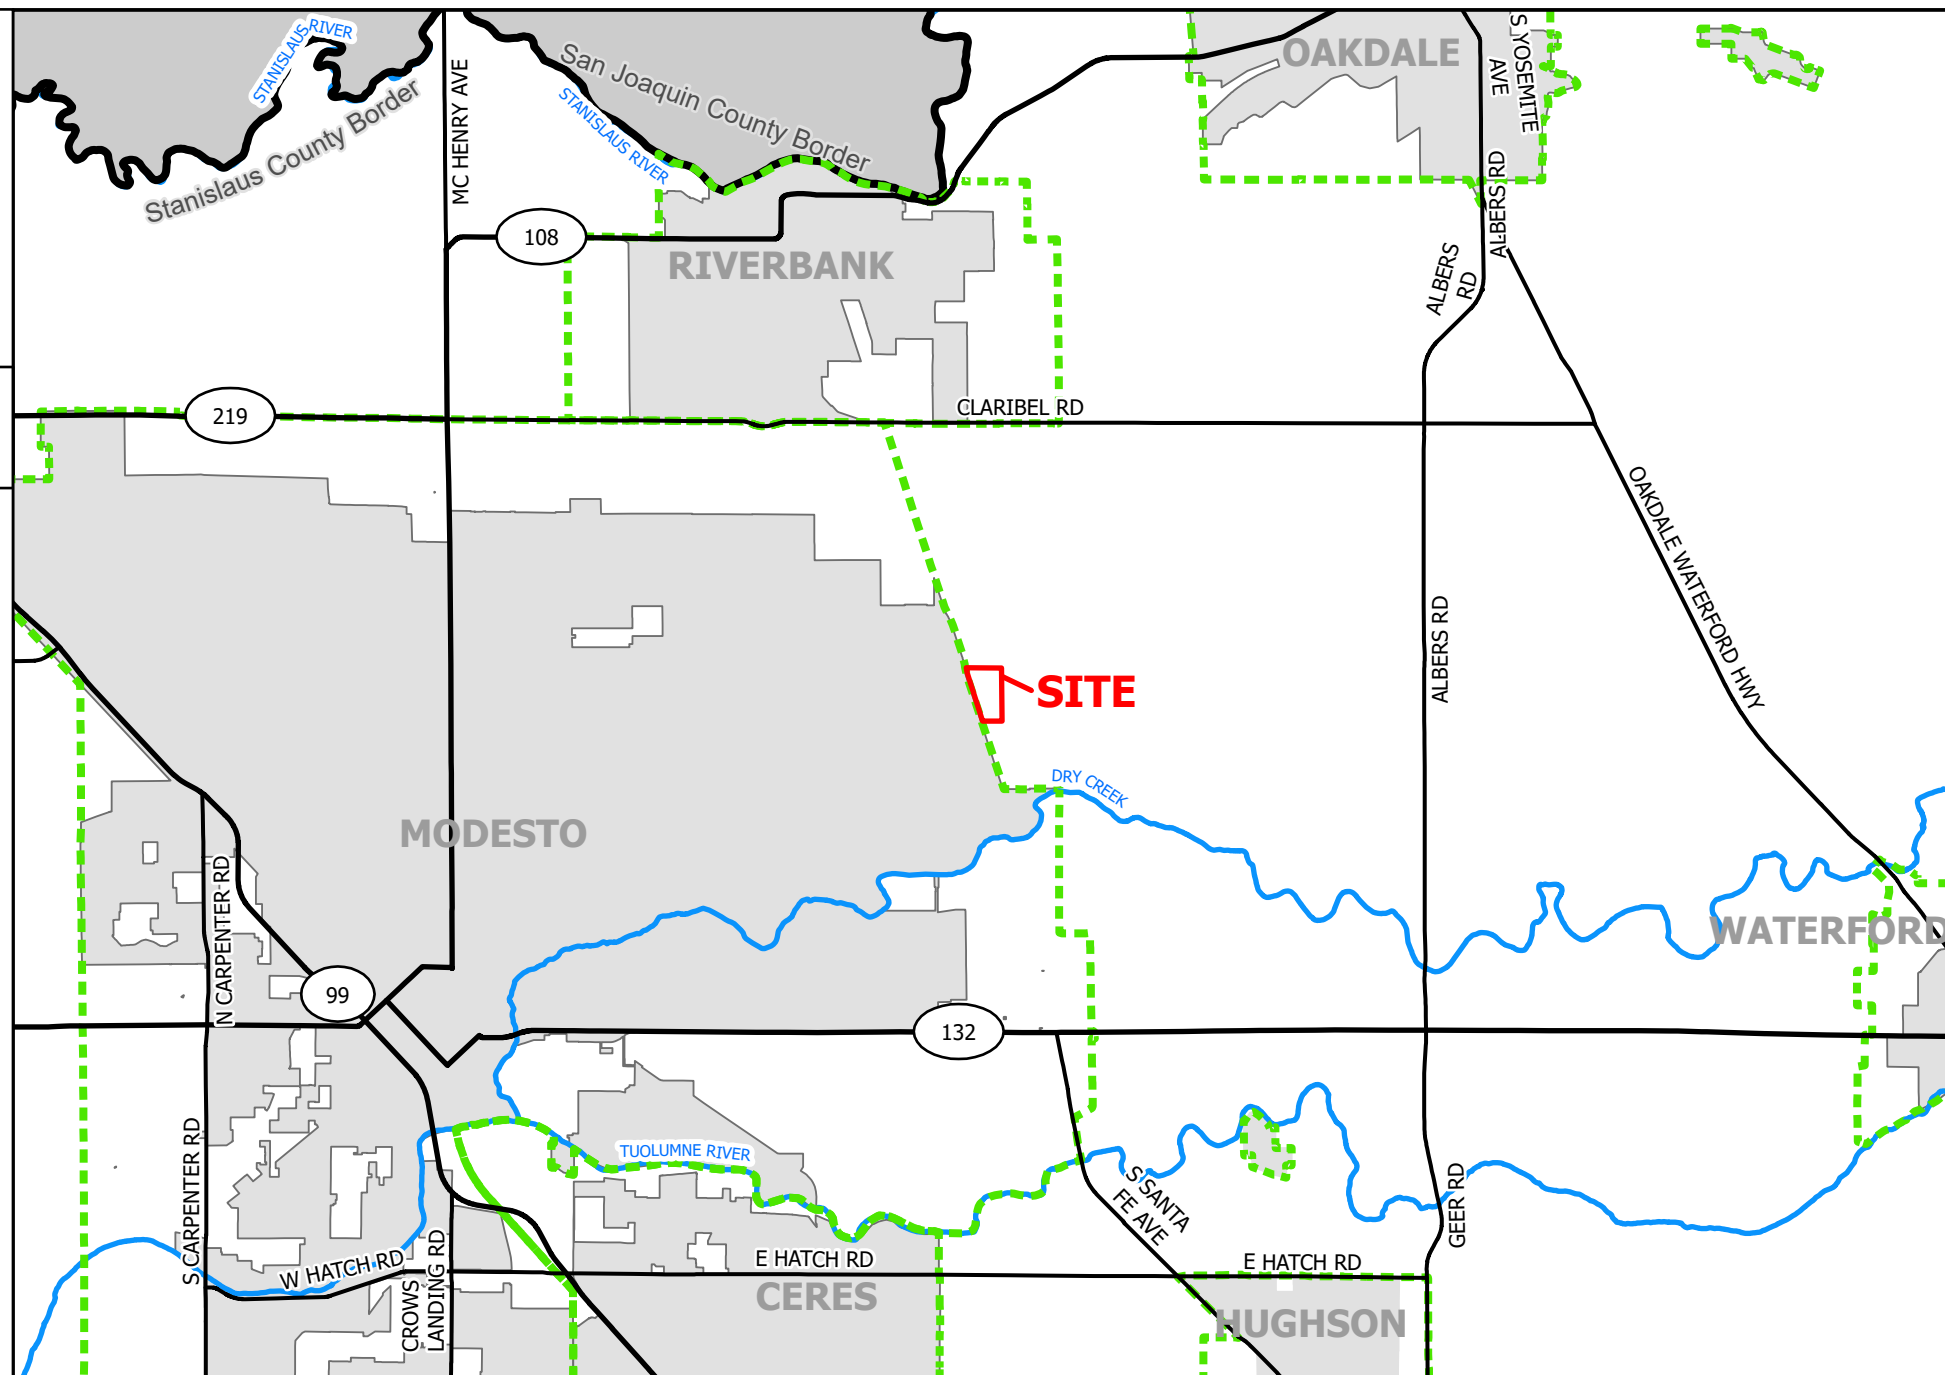 STANISLAUS RIVER
Stanislaus County Border
MC HENRY AVE
San Joaquin County Border
STANISLAUS RIVER
OAKDALE
S YOSEMITE
AVE
ALBERS RD
ALBERS
RD
108
RIVERBANK
219
CLARIBEL RD
OAKDALE WATERFORD HWY
ALBERS RD
SITE
DRY CREEK
MODESTO
N CARPENTER RD
WATERFORD
99
132
S CARPENTER RD
TUOLUMNE RIVER
S SANTA
FE AVE
GEER RD
W HATCH RD
CROWS
LANDING RD
E HATCH RD
E HATCH RD
CERES
HUGHSON